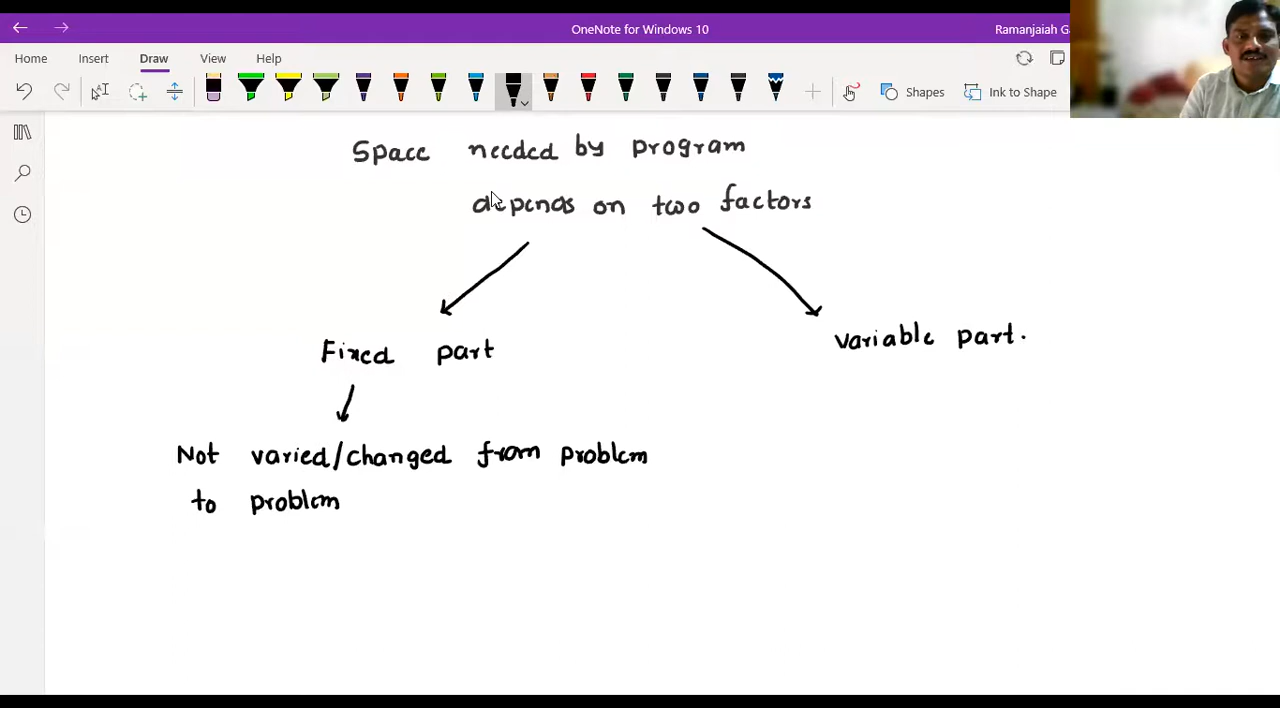 OneNote for Windows 10
Ramanjaiah G
Home Insert Draw View Help
Shapes Ink to Shape
Space needed by program
depends on two factors
Fixed part
variable part.
Not varied/changed from problem
to problem